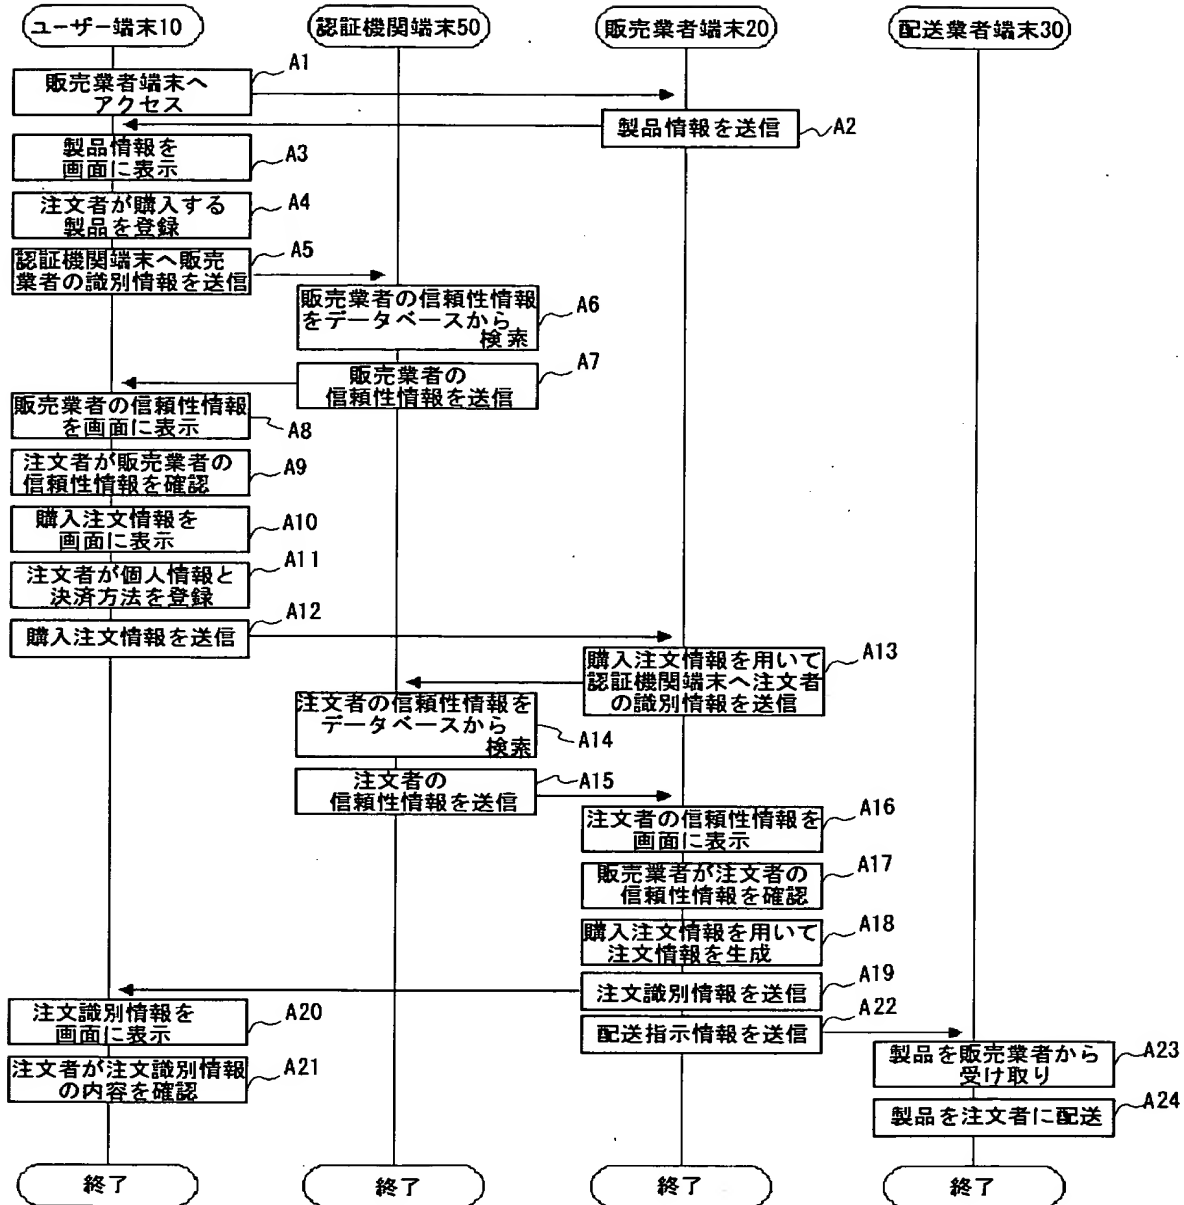 ユーザー端末10
認証機関端末50
販売業者端末20
配送業者端末30
A1
販売業者端末へ
アクセス
製品情報を送信
A2
製品情報を
画面に表示
A3
注文者が購入する
製品を登録
A4
認証機関端末へ販売
業者の識別情報を送信
A5
販売業者の信頼性情報
をデータベースから
検索
A6
販売業者の
信頼性情報を送信
A7
販売業者の信頼性情報
を画面に表示
A8
注文者が販売業者の
信頼性情報を確認
A9
購入注文情報を
画面に表示
A10
注文者が個人情報と
決済方法を登録
A11
購入注文情報を送信
A12
購入注文情報を用いて
認証機関端末へ注文者
の識別情報を送信
A13
注文者の信頼性情報を
データベースから
検索
A14
注文者の
信頼性情報を送信
A15
注文者の信頼性情報を
画面に表示
A16
販売業者が注文者の
信頼性情報を確認
A17
購入注文情報を用いて
注文情報を生成
A18
注文識別情報を送信
A19
注文識別情報を
画面に表示
A20
配送指示情報を送信
A22
注文者が注文識別情報
の内容を確認
A21
製品を販売業者から
受け取り
A23
製品を注文者に配送
A24
終了
終了
終了
終了